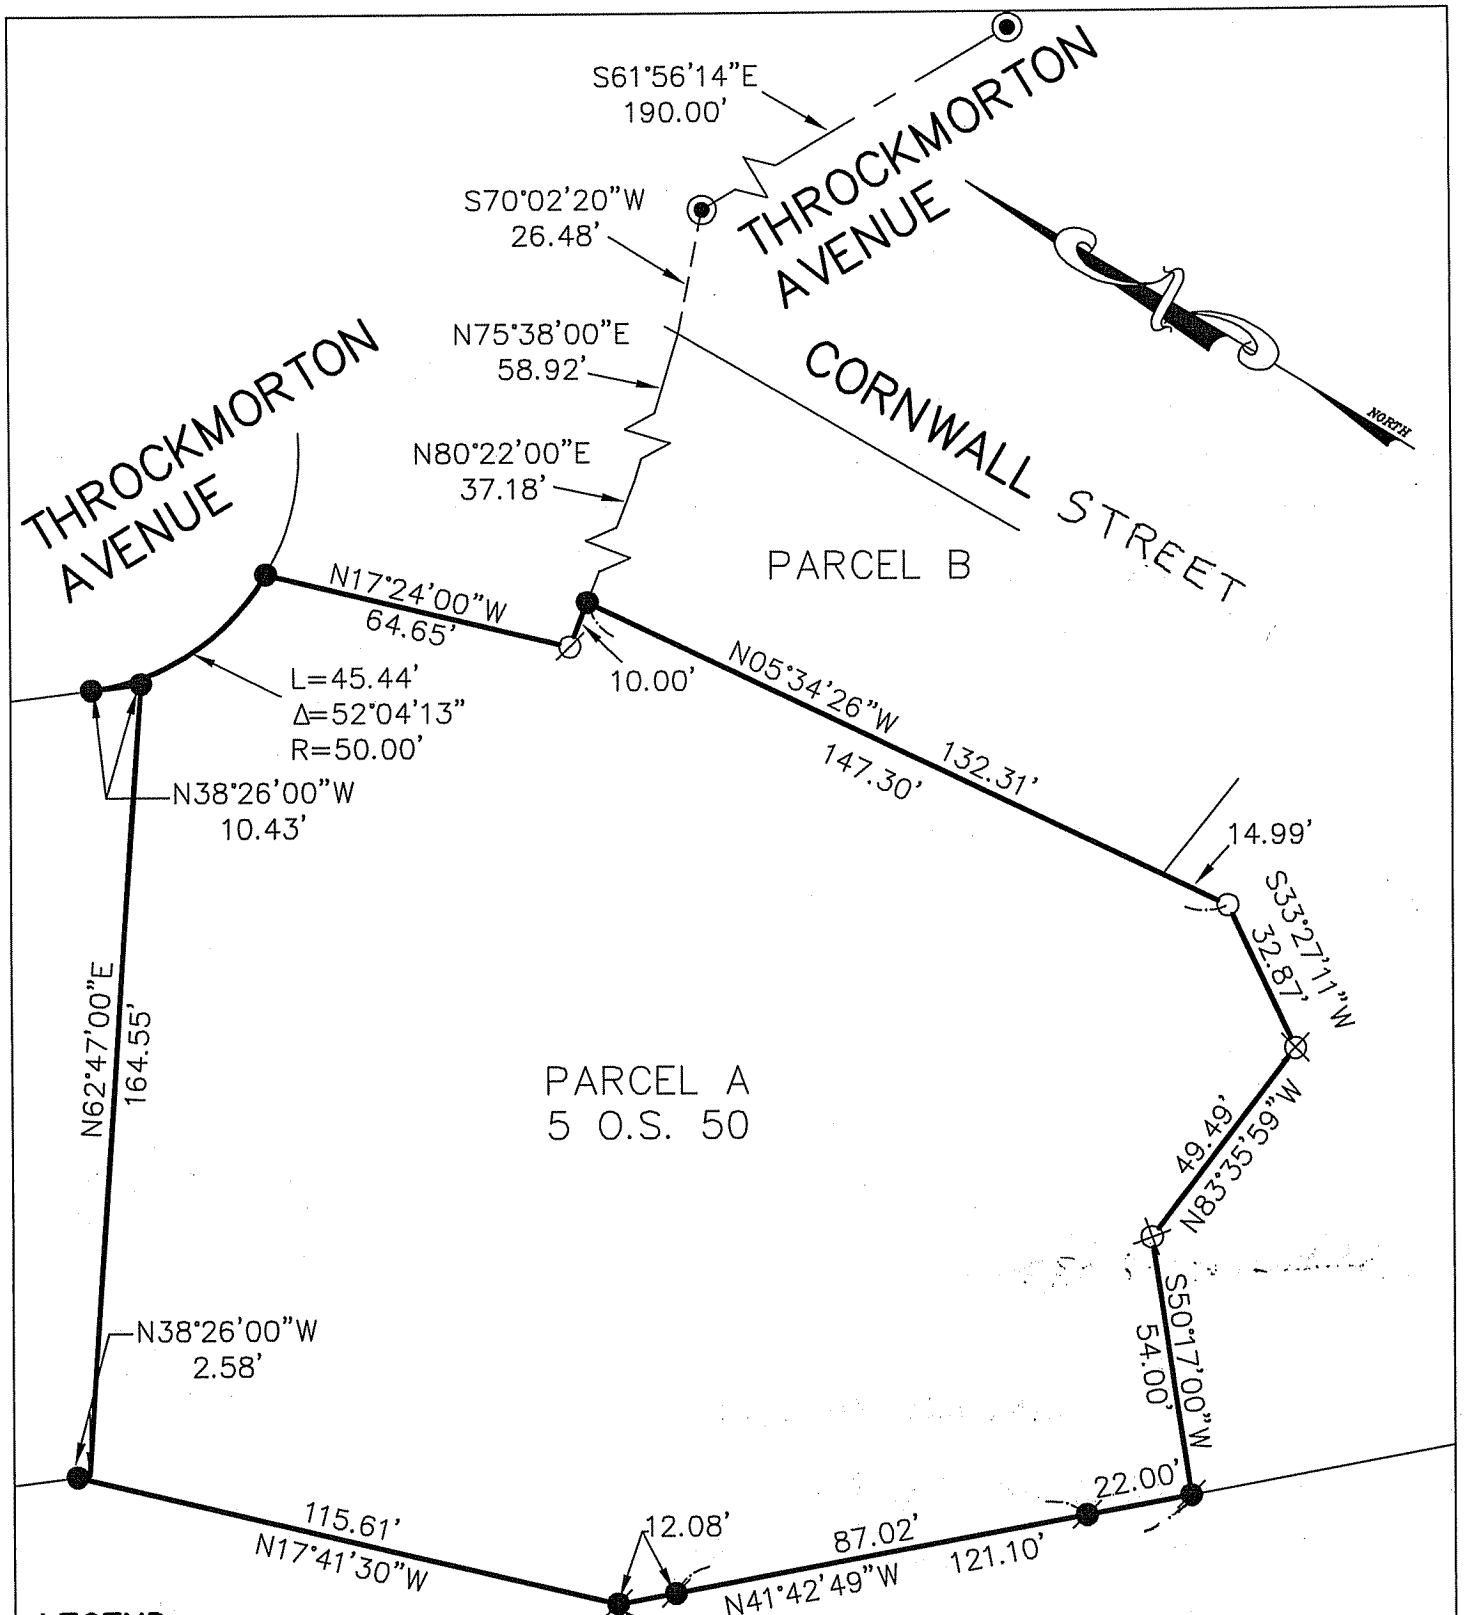 S61°56'14"E
190.00'
THROCKMORTON
AVENUE
S70°02'20"W
26.48'
N75°38'00"E
58.92'
CORNWALL STREET
NORTH
THROCKMORTON
AVENUE
N80°22'00"E
37.18'
PARCEL B
N17°24'00"W
64.65'
10.00'
L=45.44'
Δ=52°04'13"
R=50.00'
N05°34'26"W
132.31'
147.30'
N38°26'00"W
10.43'
14.99'
S33°27'11"W
32.87'
N62°47'00"E
164.55'
PARCEL A
5 O.S. 50
49.49'
N83°35'59"W
S50°17'00"W
54.00'
N38°26'00"W
2.58'
115.61'
N17°41'30"W
12.08'
87.02'
22.00'
N41°42'49"W
121.10'